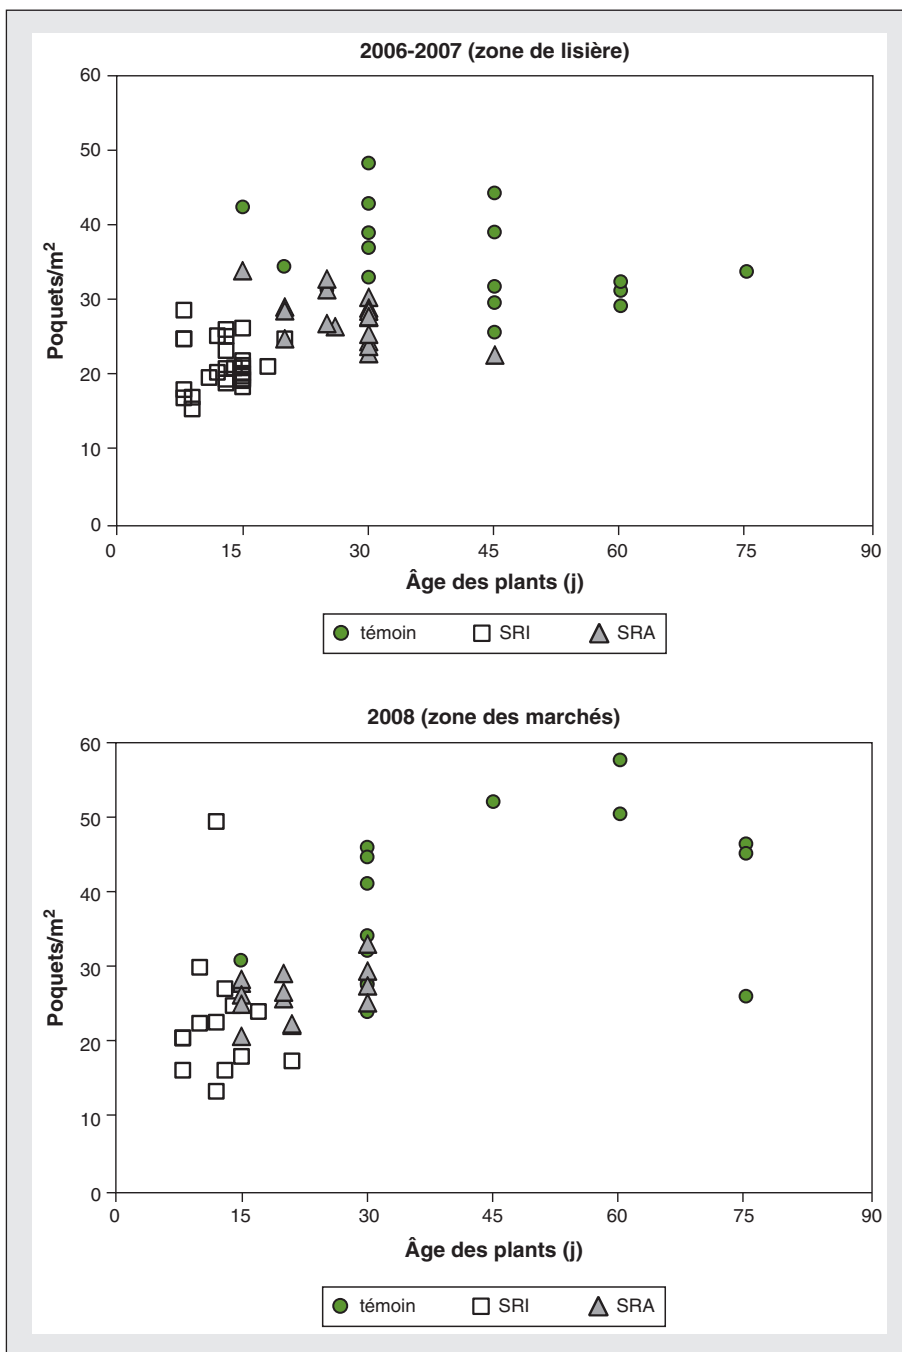 2006-2007 (zone de lisière)
60
50
40
30
20
10
0
Poquets/m²
0 15 30 45 60 75 90
Âge des plants (j)
témoin SRI SRA
2008 (zone des marchés)
60
50
40
30
20
10
0
Poquets/m²
0 15 30 45 60 75 90
Âge des plants (j)
témoin SRI SRA